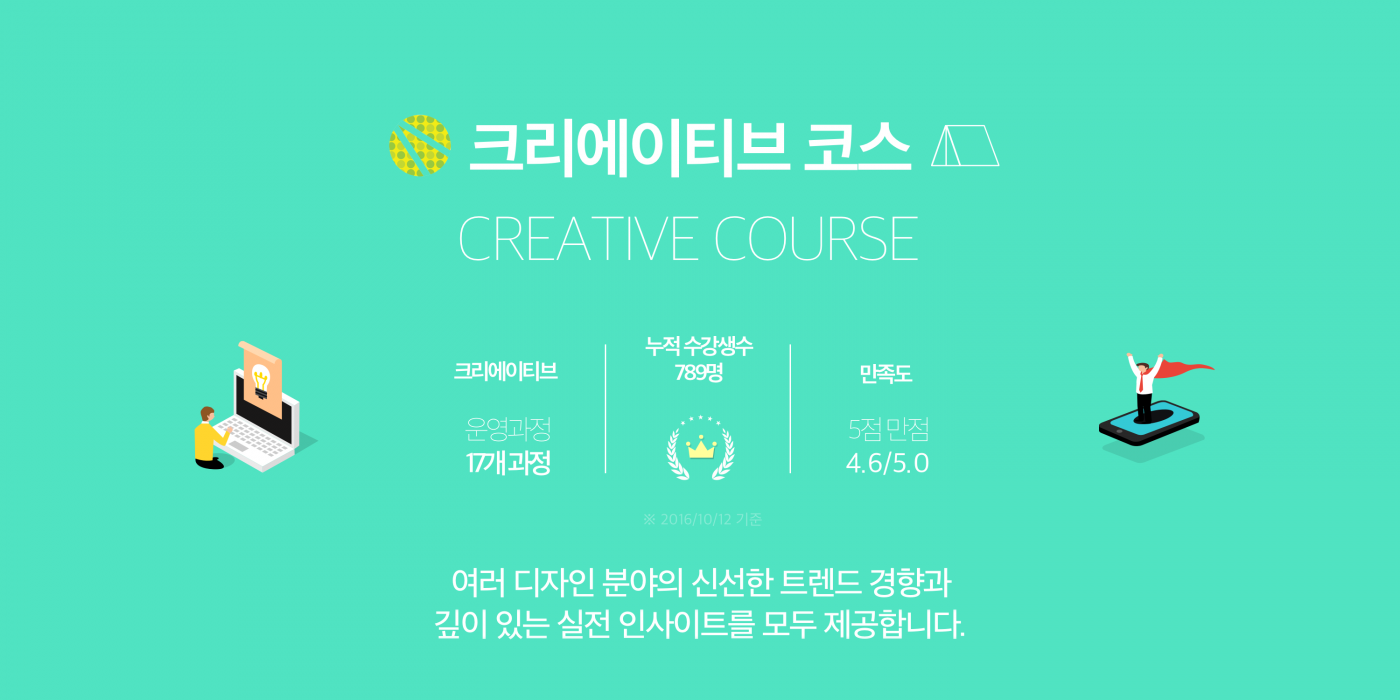 크리에이티브 코스
CREATIVE COURSE
크리에이티브
운영과정
17개 과정
누적 수강생수
789명
만족도
5점 만점
4.6/5.0
※ 2016/10/12 기준
여러 디자인 분야의 신선한 트렌드 경향과
깊이 있는 실전 인사이트를 모두 제공합니다.